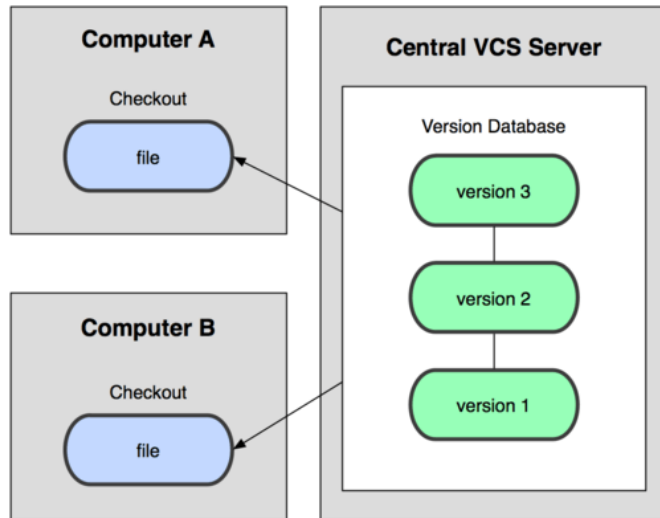 Computer A
Checkout
file
Computer B
Checkout
file
Central VCS Server
Version Database
version 3
version 2
version 1